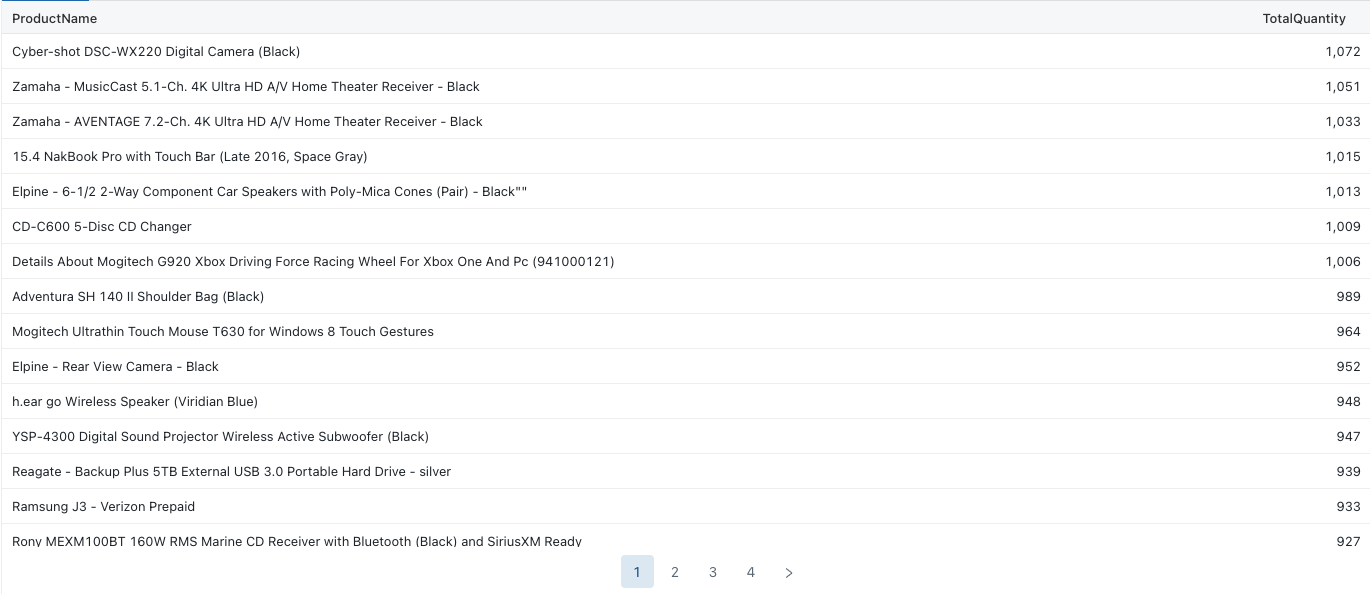 ProductName TotalQuantity
Cyber-shot DSC-WX220 Digital Camera (Black) 1,072
Zamaha - MusicCast 5.1-Ch. 4K Ultra HD A/V Home Theater Receiver - Black 1,051
Zamaha - AVENTAGE 7.2-Ch. 4K Ultra HD A/V Home Theater Receiver - Black 1,033
15.4 NakBook Pro with Touch Bar (Late 2016, Space Gray) 1,015
Elpine - 6-1/2 2-Way Component Car Speakers with Poly-Mica Cones (Pair) - Black"" 1,013
CD-C600 5-Disc CD Changer 1,009
Details About Mogitech G920 Xbox Driving Force Racing Wheel For Xbox One And Pc (941000121) 1,006
Adventura SH 140 II Shoulder Bag (Black) 989
Mogitech Ultrathin Touch Mouse T630 for Windows 8 Touch Gestures 964
Elpine - Rear View Camera - Black 952
h.ear go Wireless Speaker (Viridian Blue) 948
YSP-4300 Digital Sound Projector Wireless Active Subwoofer (Black) 947
Reagate - Backup Plus 5TB External USB 3.0 Portable Hard Drive - silver 939
Ramsung J3 - Verizon Prepaid 933
Rony MEXM100BT 160W RMS Marine CD Receiver with Bluetooth (Black) and SiriusXM Ready 927
1 2 3 4 >